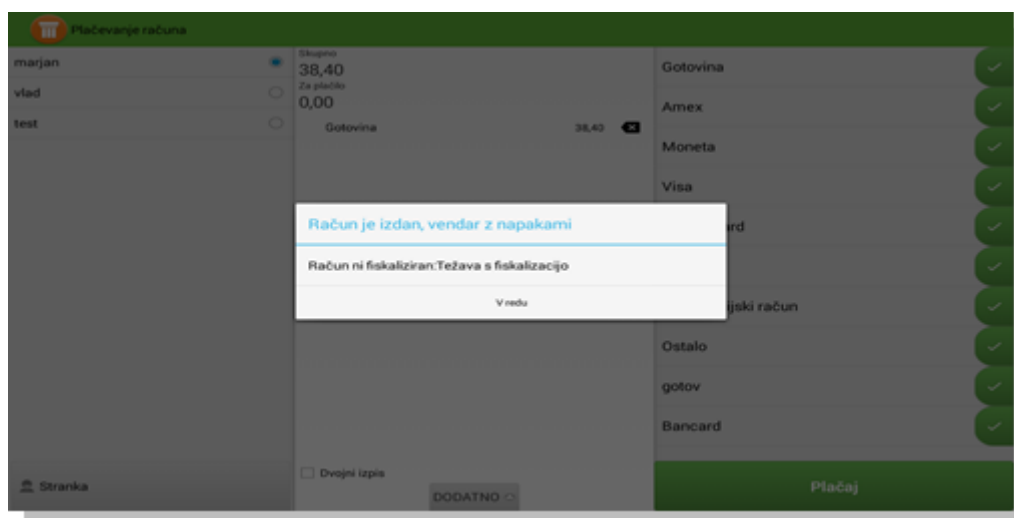 Plačevanje računa
marjan
vlad
test
Stranka
Skupno
38,40
Za plačilo
0,00
Gotovina 38,40
Račun je izdan, vendar z napakami
Račun ni fiskaliziran:Težava s fiskalizacijo
V redu
Dvojni izpis
DODATNO
Gotovina
Amex
Moneta
Visa
rd
ijski račun
Ostalo
gotov
Bancard
Plačaj